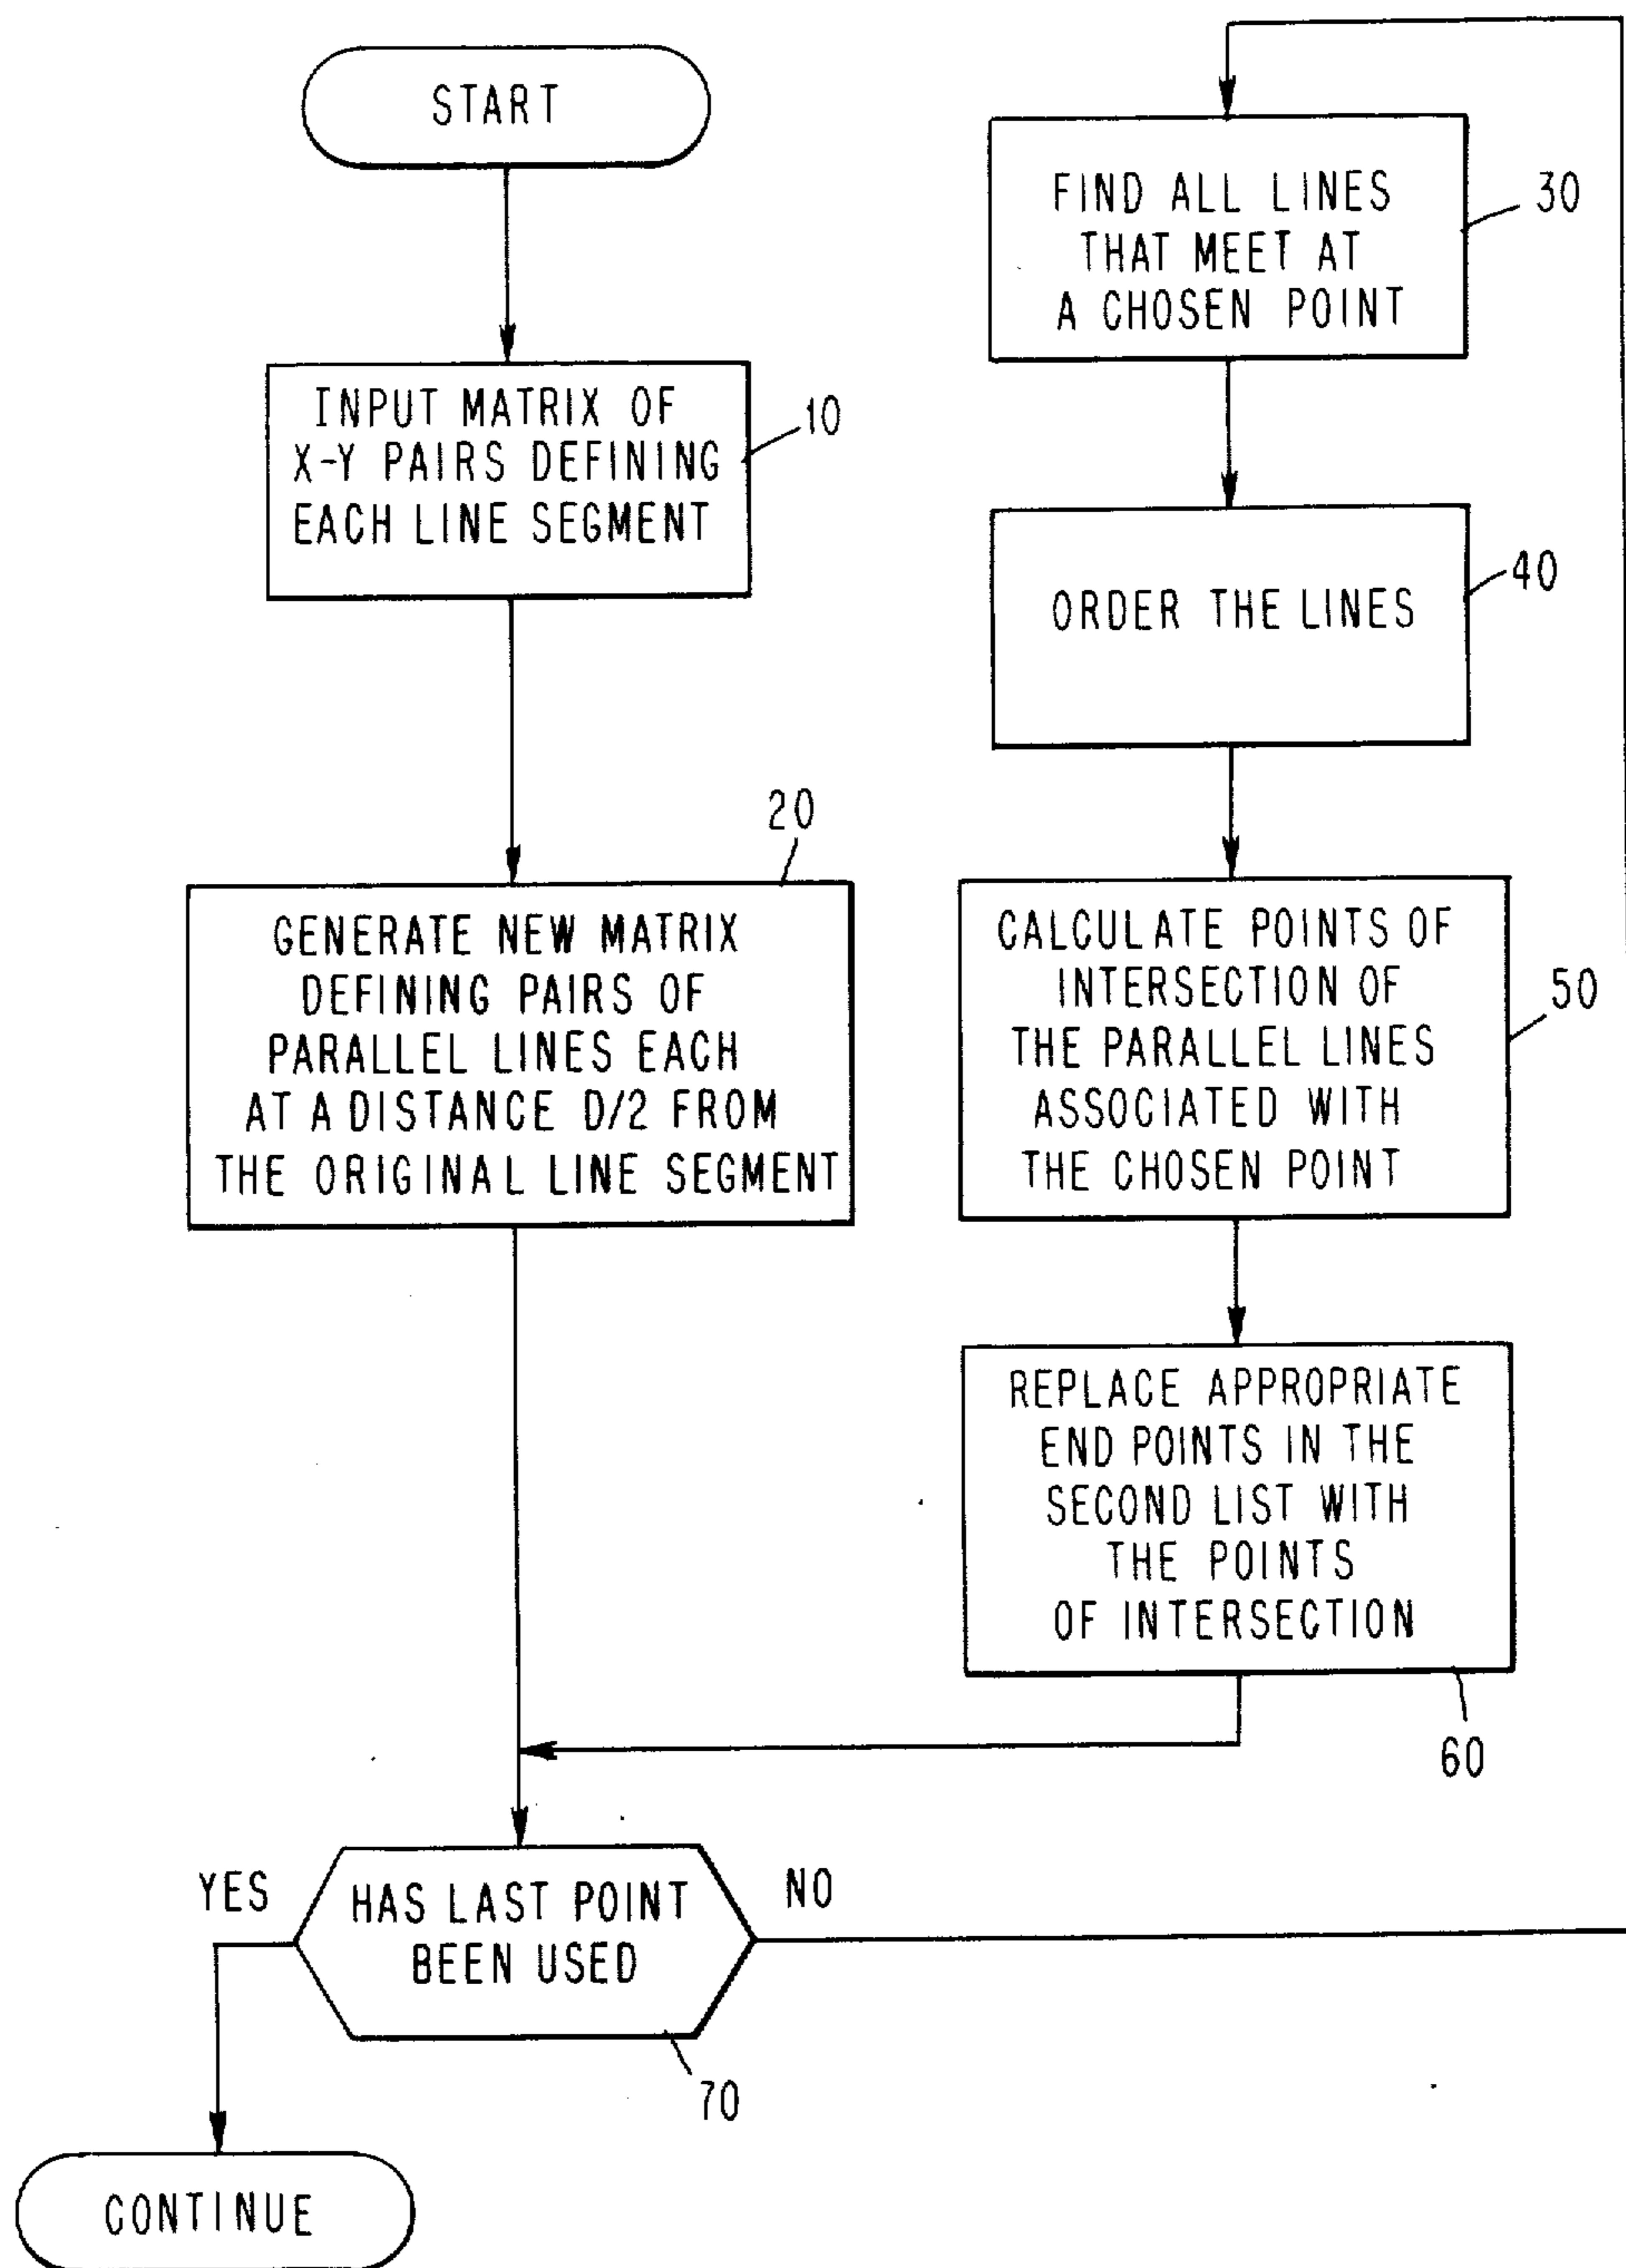 START
INPUT MATRIX OF
X-Y PAIRS DEFINING
EACH LINE SEGMENT
10
20
GENERATE NEW MATRIX
DEFINING PAIRS OF
PARALLEL LINES EACH
AT A DISTANCE D/2 FROM
THE ORIGINAL LINE SEGMENT
FIND ALL LINES
THAT MEET AT
A CHOSEN POINT
30
ORDER THE LINES
40
CALCULATE POINTS OF
INTERSECTION OF
THE PARALLEL LINES
ASSOCIATED WITH
THE CHOSEN POINT
50
REPLACE APPROPRIATE
END POINTS IN THE
SECOND LIST WITH
THE POINTS
OF INTERSECTION
60
YES
HAS LAST POINT
BEEN USED
NO
70
CONTINUE